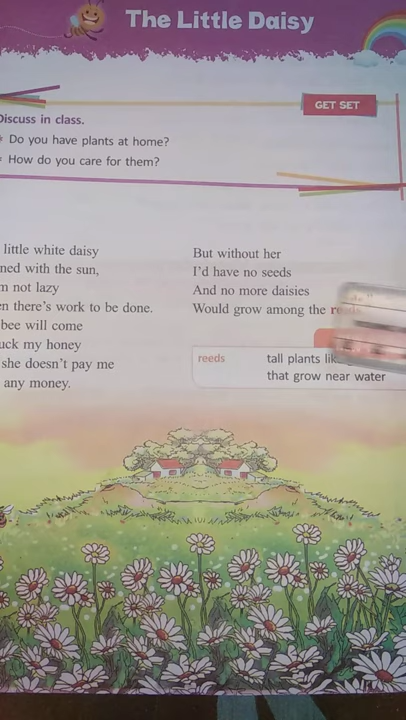 The Little Daisy
GET SET
Discuss in class.
Do you have plants at home?
How do you care for them?
little white daisy
with the sun,
not lazy
there's work to be done.
bee will come
my honey
she doesn't pay me
any money.
But without her
I'd have no seeds
And no more daisies
Would grow among the reeds
reeds tall plants
that grow near water